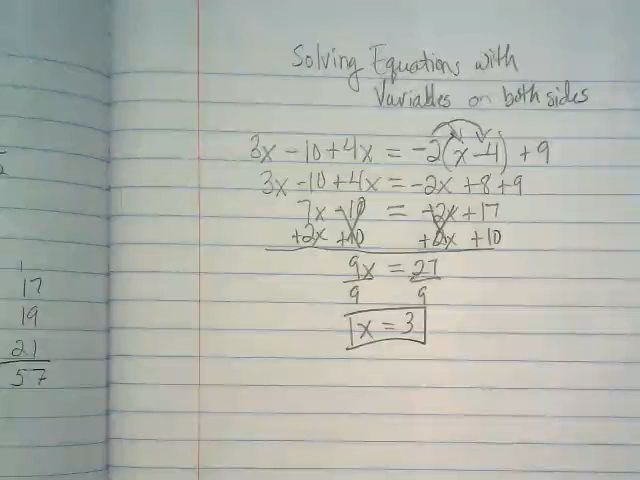 Solving Equations with
Variables on both sides
3x - 10 + 4x = -2(x - 4) + 9
3x - 10 + 4x = -2x + 8 + 9
7x - 10 = -2x + 17
+2x +10 +2x +10
9x = 27
9 9
x = 3
1
17
19
21
57